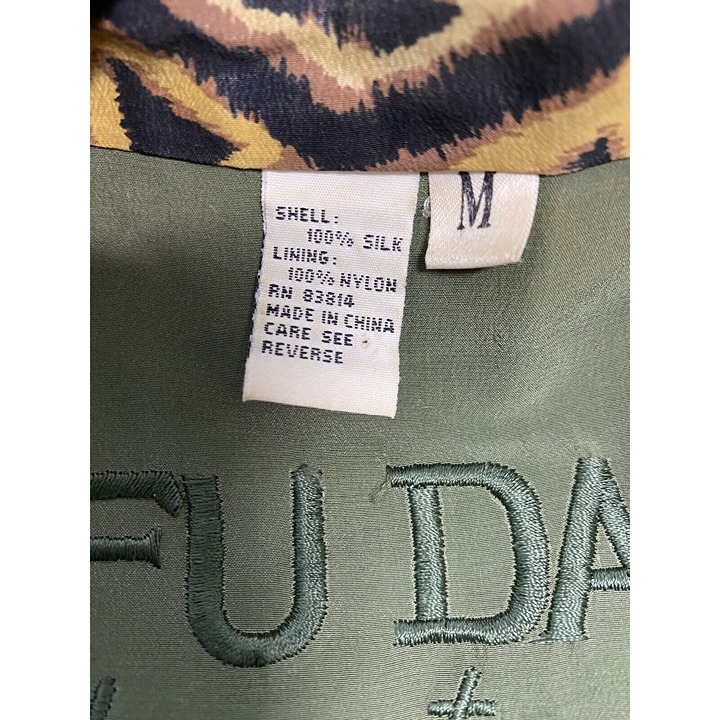 SHELL:
100% SILK
LINING:
100% NYLON
RN 83814
MADE IN CHINA
CARE SEE
REVERSE
M
FU DA